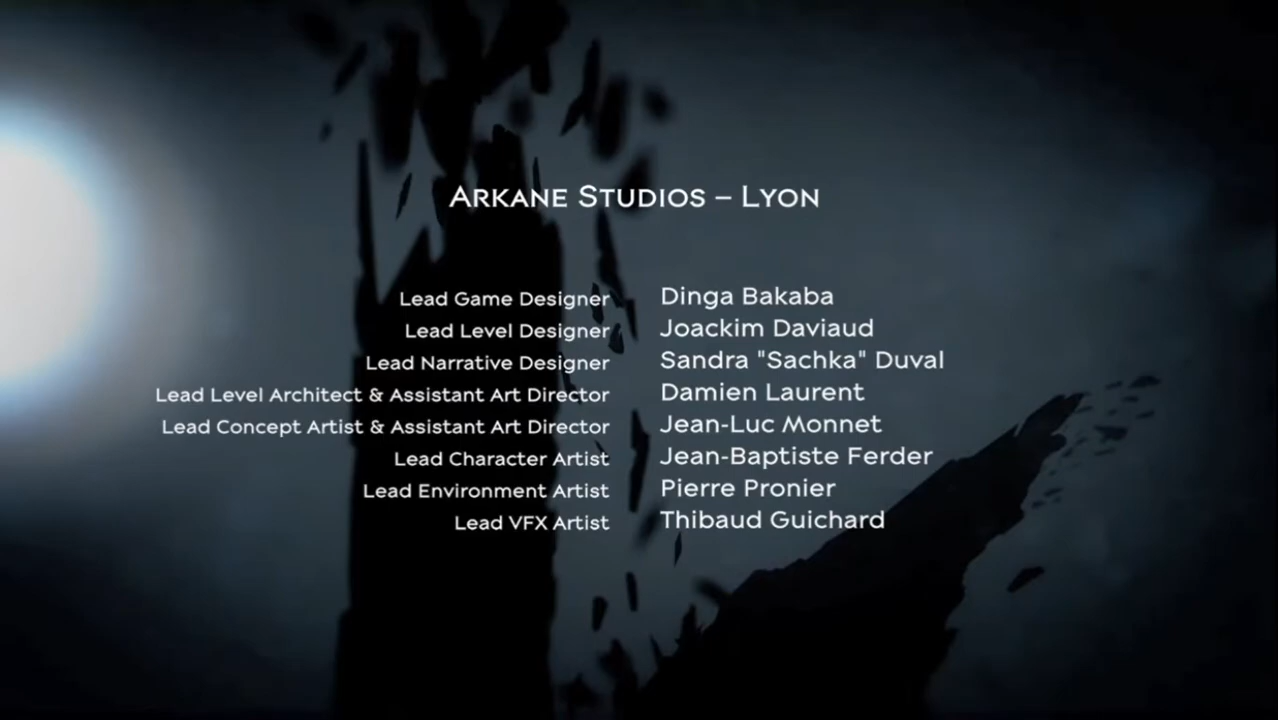 Arkane Studios – Lyon
Lead Game Designer Dinga Bakaba
Lead Level Designer Joackim Daviaud
Lead Narrative Designer Sandra "Sachka" Duval
Lead Level Architect & Assistant Art Director Damien Laurent
Lead Concept Artist & Assistant Art Director Jean-Luc Monnet
Lead Character Artist Jean-Baptiste Ferder
Lead Environment Artist Pierre Pronier
Lead VFX Artist Thibaud Guichard